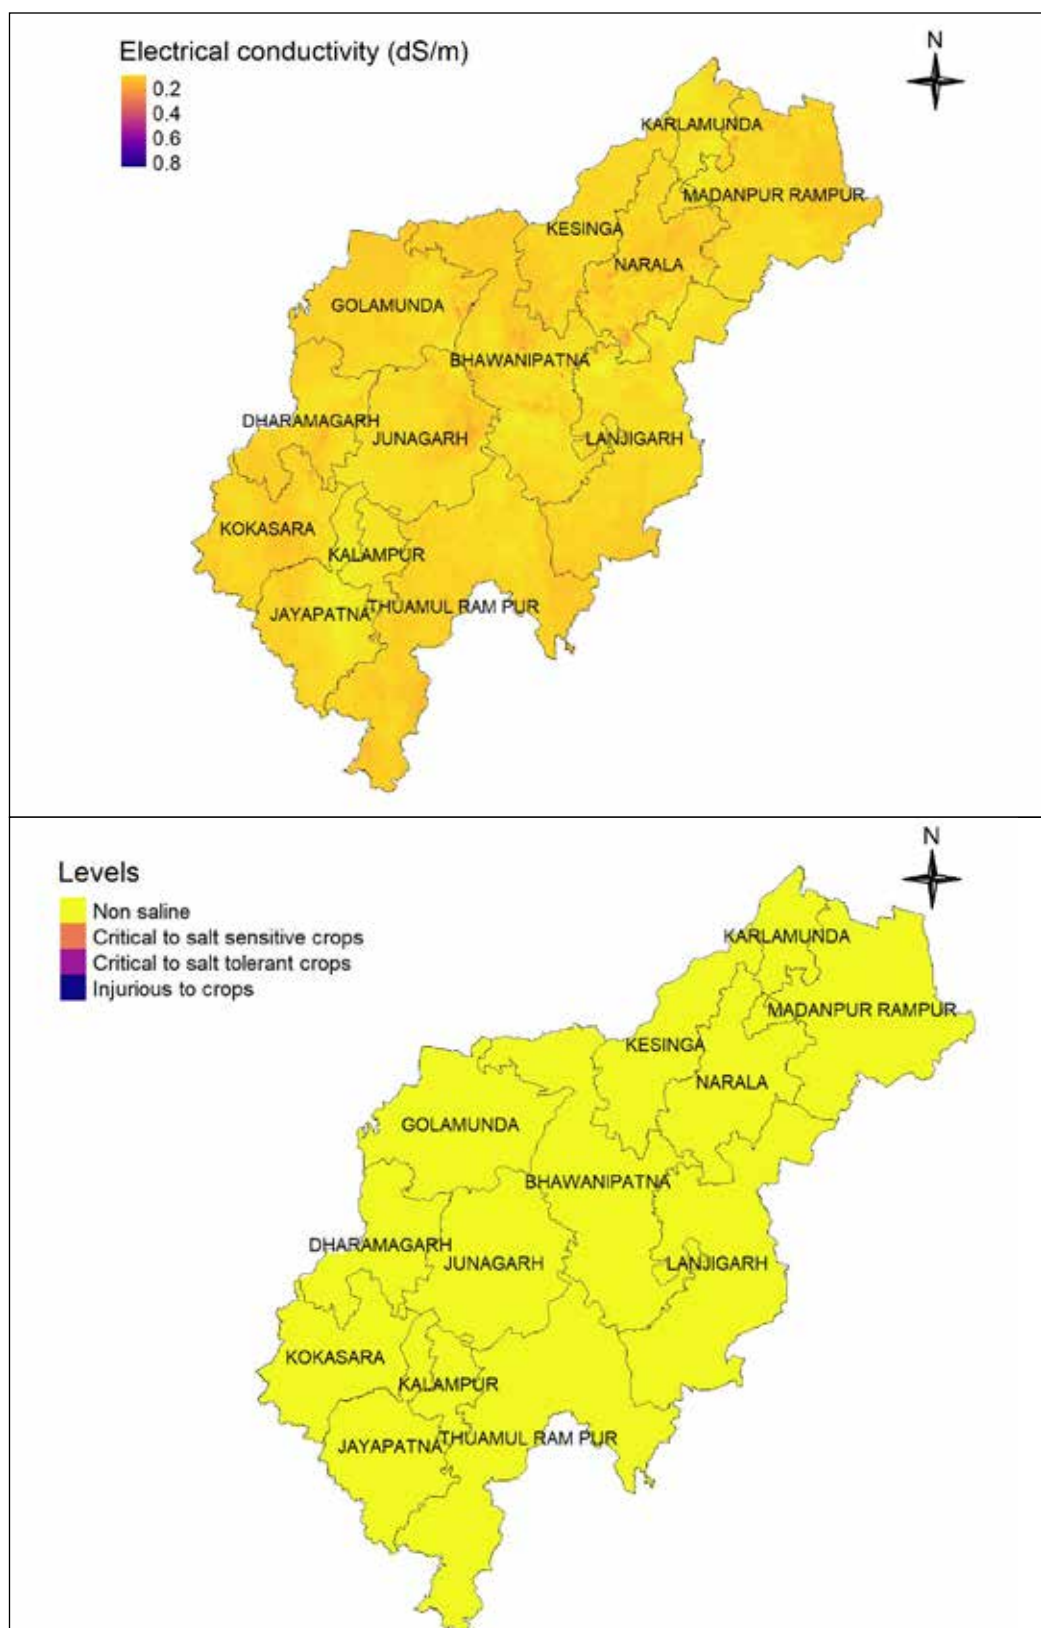 Electrical conductivity (dS/m)
0.2
0.4
0.6
0.8
N
KARLAMUNDA
MADANPUR RAMPUR
KESINGA
NARALA
GOLAMUNDA
BHAWANIPATNA
DHARAMAGARH
JUNAGARH
LANJIGARH
KOKASARA
KALAMPUR
JAYAPATNA
THUAMUL RAM PUR
N
Levels
Non saline
Critical to salt sensitive crops
Critical to salt tolerant crops
Injurious to crops
KARLAMUNDA
MADANPUR RAMPUR
KESINGA
NARALA
GOLAMUNDA
BHAWANIPATNA
DHARAMAGARH
JUNAGARH
LANJIGARH
KOKASARA
KALAMPUR
JAYAPATNA
THUAMUL RAM PUR